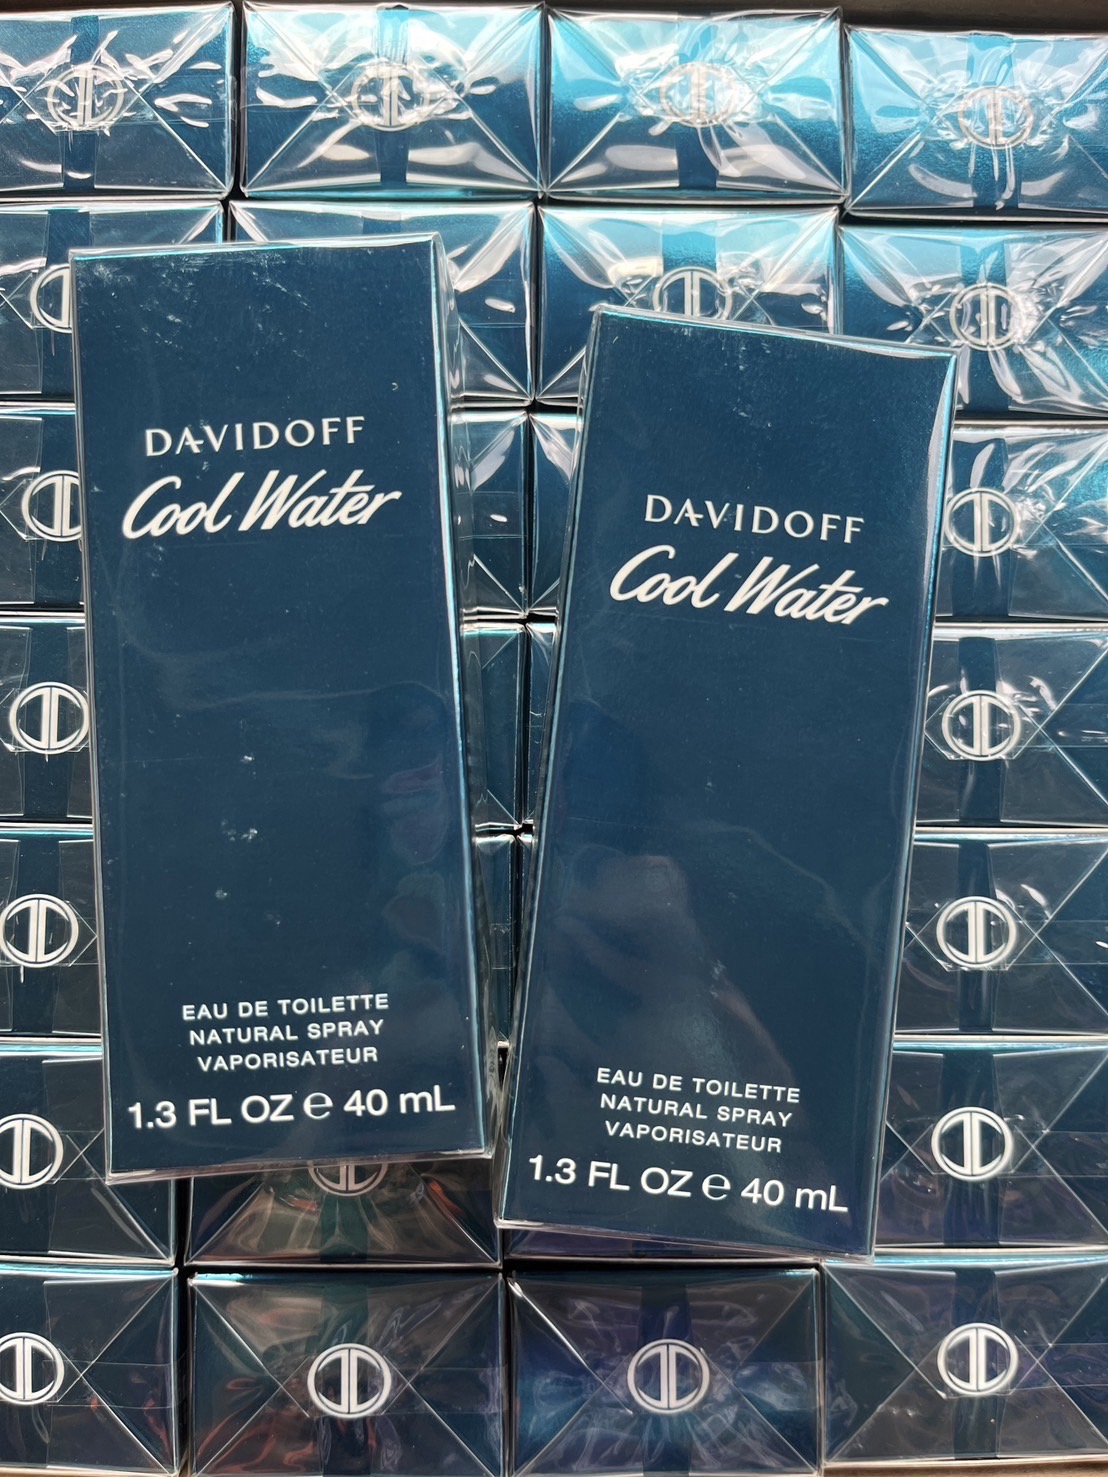 DAVIDOFF
Cool Water
EAU DE TOILETTE
NATURAL SPRAY
VAPORISATEUR
1.3 FL OZ ℮ 40 mL
DAVIDOFF
Cool Water
EAU DE TOILETTE
NATURAL SPRAY
VAPORISATEUR
1.3 FL OZ ℮ 40 mL